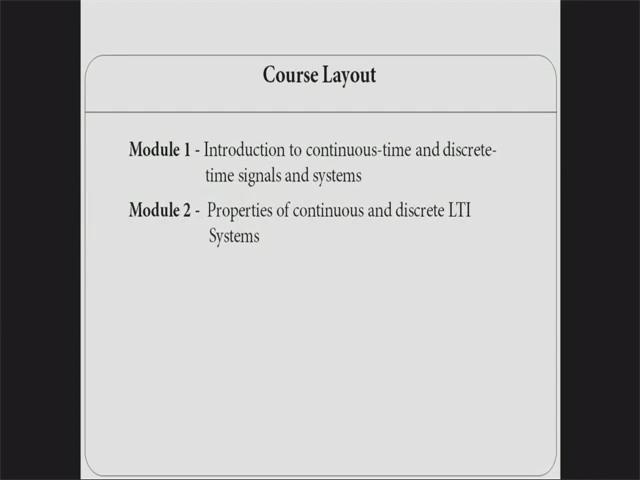 Course Layout
Module 1 - Introduction to continuous-time and discrete-
time signals and systems
Module 2 - Properties of continuous and discrete LTI
Systems